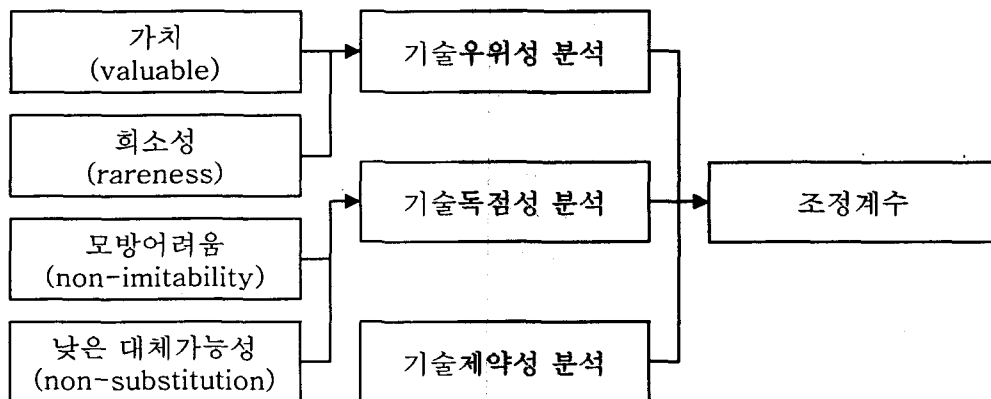 가치
(valuable)
희소성
(rareness)
모방어려움
(non-imitability)
낮은 대체가능성
(non-substitution)
기술우위성 분석
기술독점성 분석
기술제약성 분석
조정계수